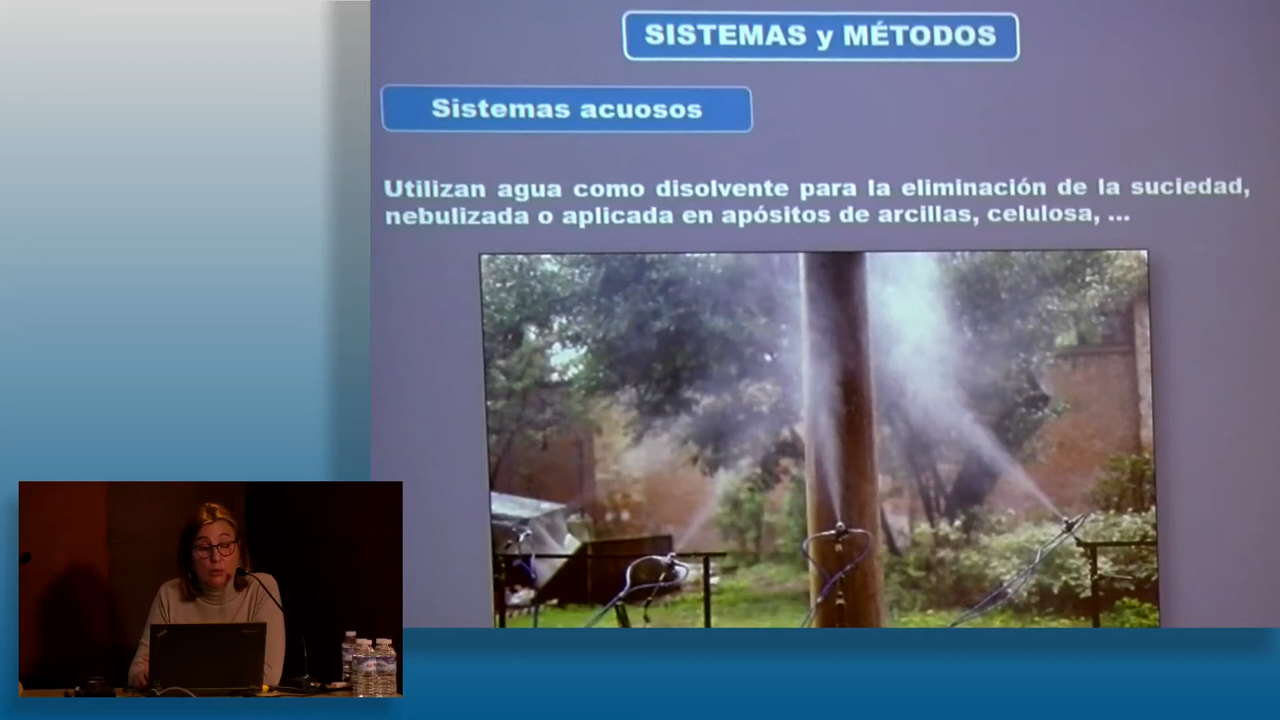 SISTEMAS y MÉTODOS
Sistemas acuosos
Utilizan agua como disolvente para la eliminación de la suciedad,
nebulizada o aplicada en apósitos de arcillas, celulosa, ...